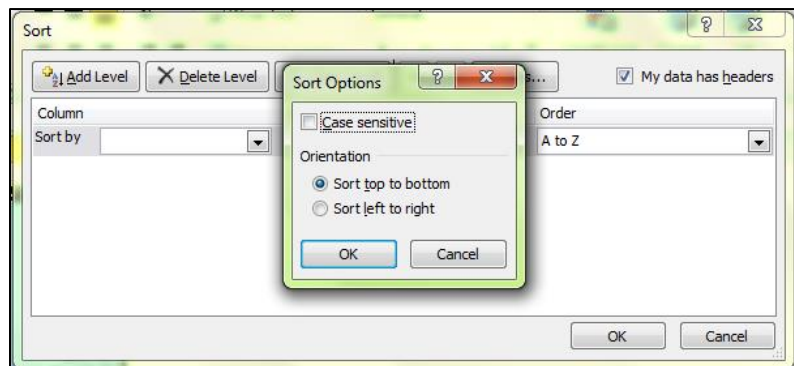 Sort
Add Level
Delete Level
My data has headers
Column
Order
Sort by
A to Z
Sort Options
Case sensitive
Orientation
Sort top to bottom
Sort left to right
OK
Cancel
OK
Cancel